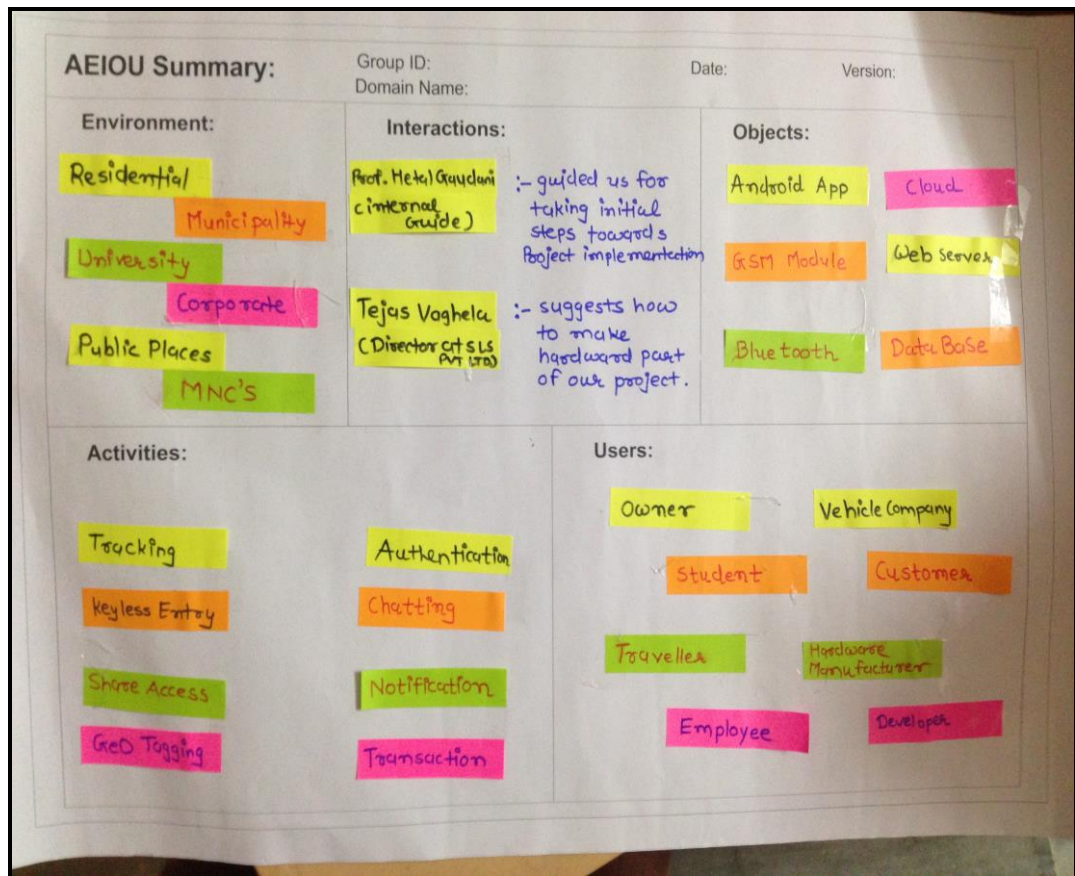 AEIOU Summary:
Group ID:
Domain Name:
Date:
Version:
Environment:
Residential
Municipality
University
Corporate
Public Places
MNC'S
Interactions:
Prof. Hetal Gaudani
(internal
Guide)
:- guided us for
taking initial
steps towards
Project implementation
Tejas Vaghela
(Director
PVT LTD)
:- suggests how
to make
hardward part
of our project.
Objects:
Android App
Cloud
GSM Module
Web server
Bluetooth
DataBase
Activities:
Tracking
Authentication
Keyless Entry
Chatting
Share Access
Notification
GeO Tagging
Transaction
Users:
Owner
Vehicle Company
Student
Customer
Traveller
Hardware
Manufacturer
Employee
Developer